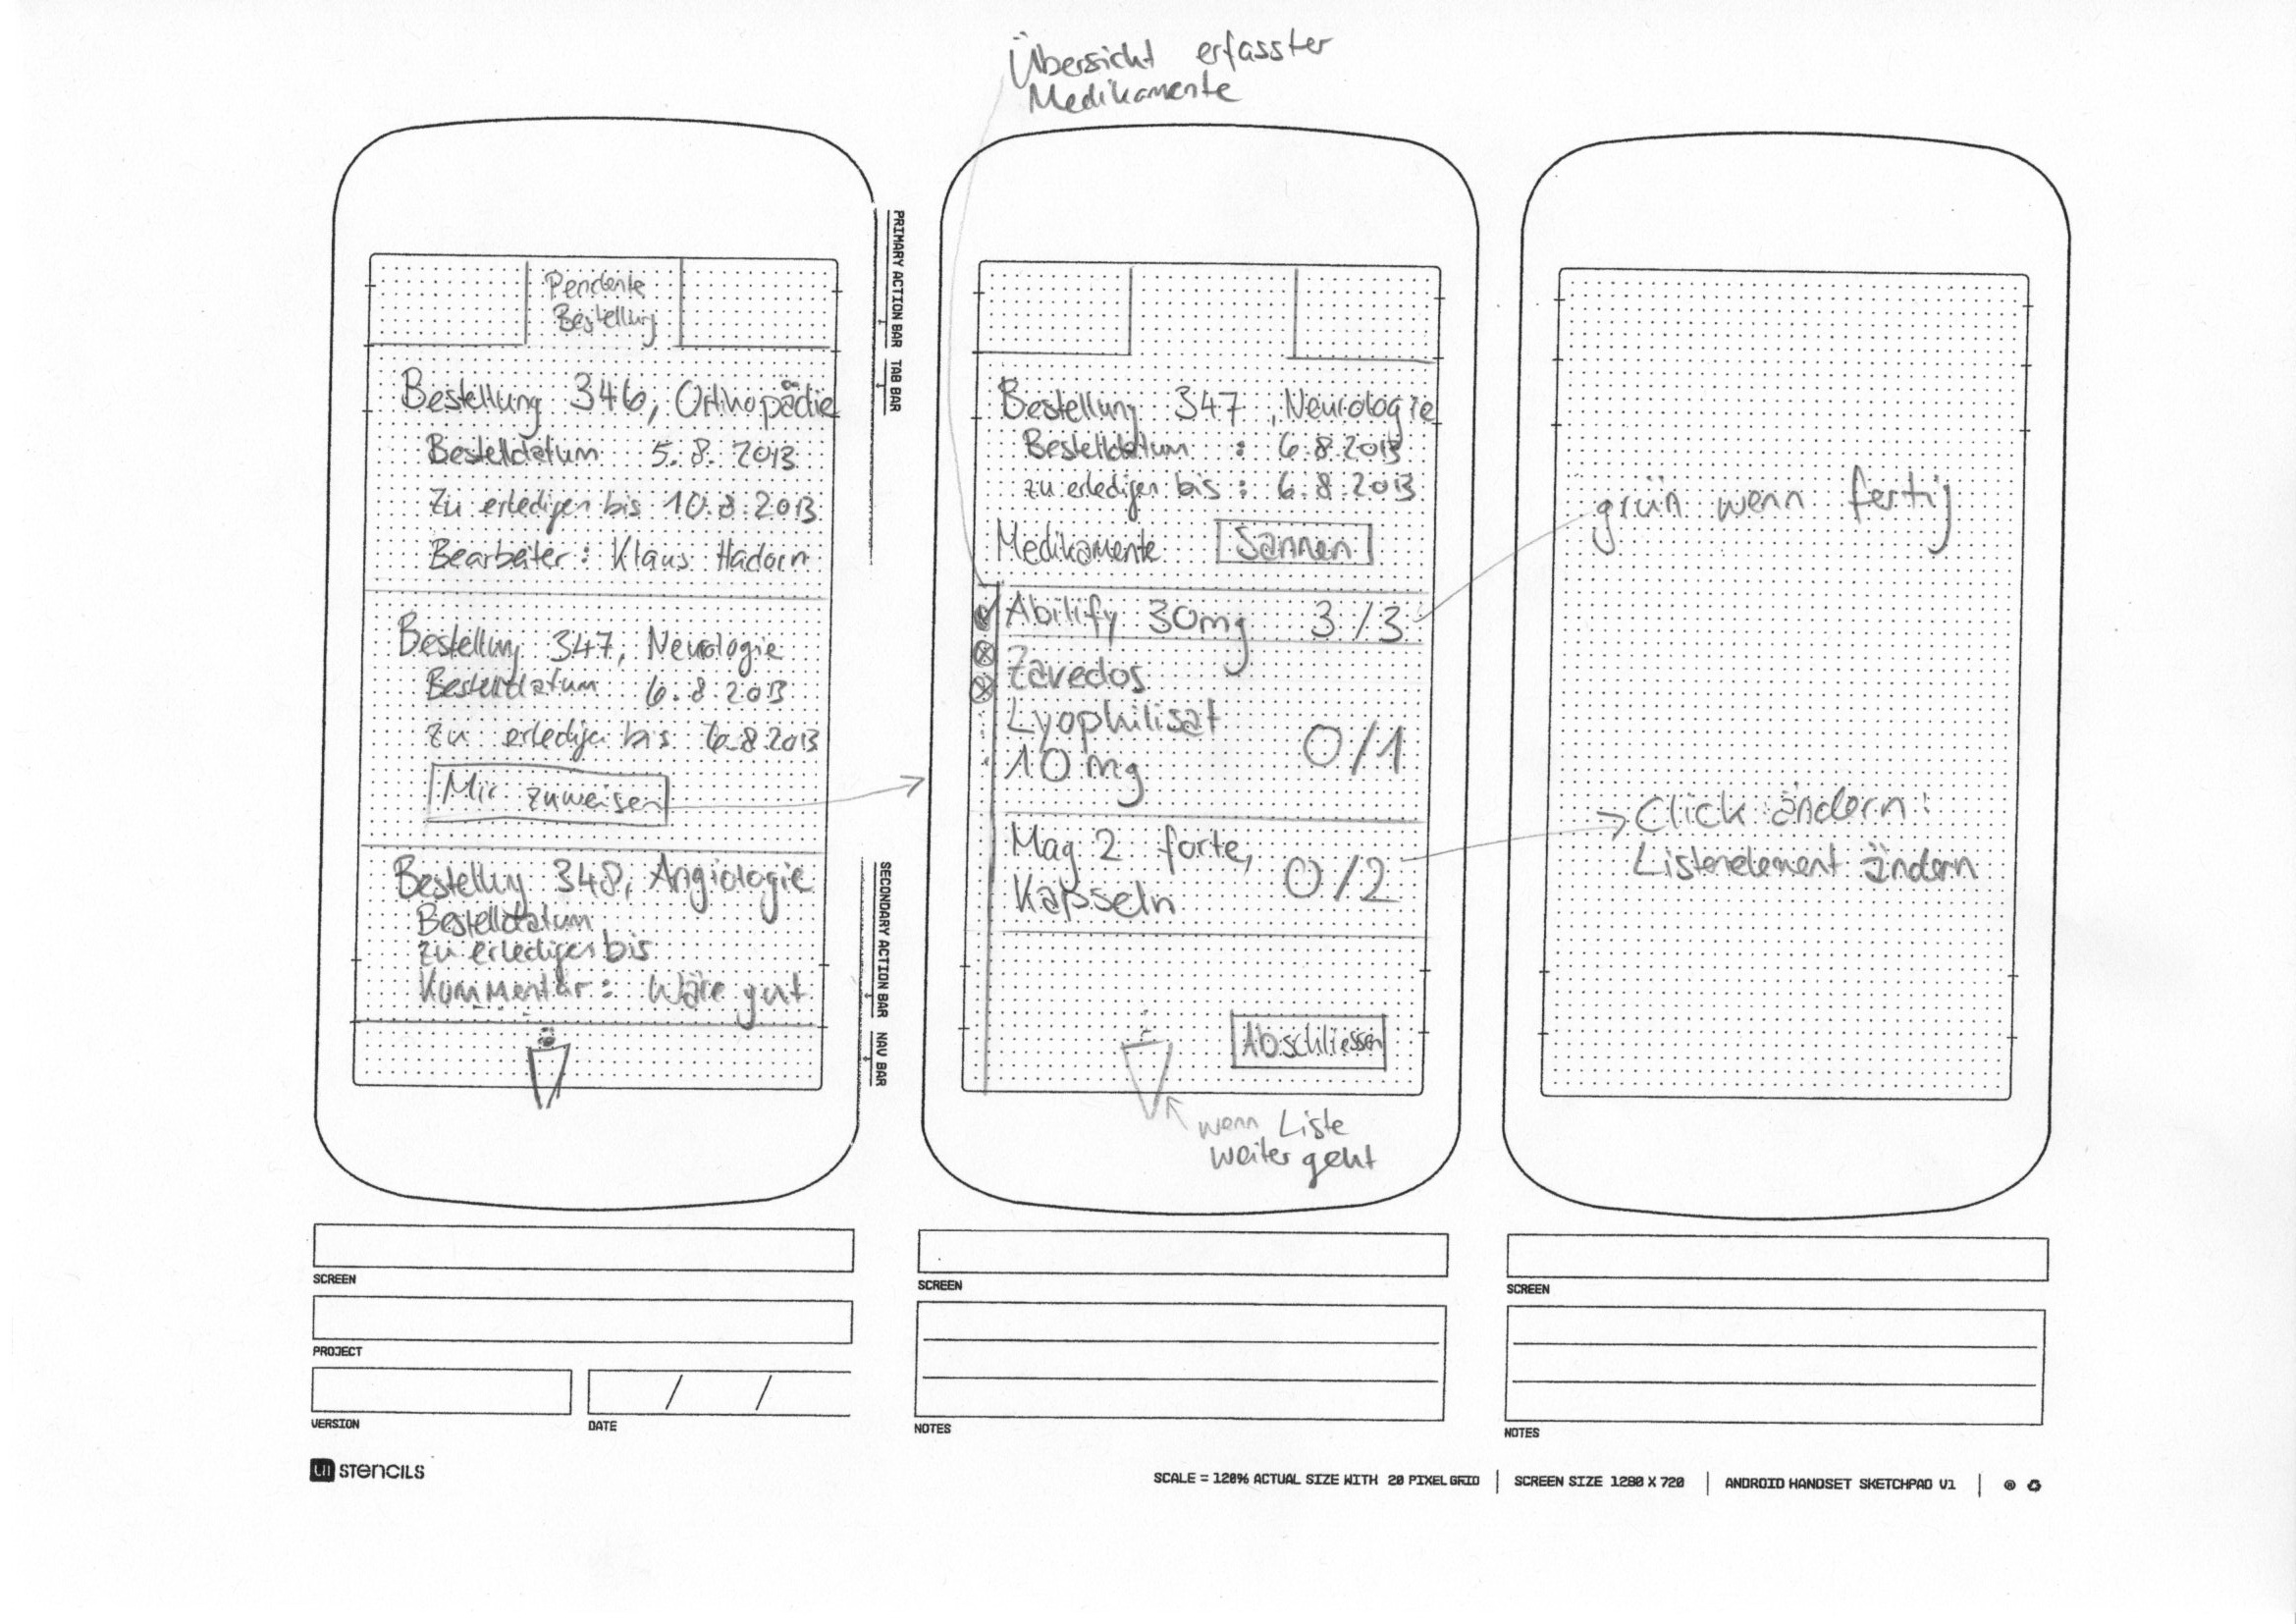 Übersicht erfasster
Medikamente
Pendente
Bestellung
Bestellung 346, Orthopädie
Bestelldatum 5.8.2013
Zu erledigen bis 10.8.2013
Bearbeiter: Klaus Hadorn
Bestellung 347, Neurologie
Bestelldatum 6.8.2013
zu erledigen bis 6.8.2013
Mir zuweisen
Bestellung 348, Angiologie
Bestelldatum
zu erledigen bis
Kommentar: Wäre gut
PRIMARY ACTION BAR
TAB BAR
SECONDARY ACTION BAR
NAV BAR
Bestellung 347, Neurologie
Bestelldatum : 6.8.2013
zu erledigen bis : 6.8.2013
Medikamente Scannen
Abilify 30mg 3/3
Zavedos
Lyophilisat
10 mg 0/1
Mag 2 forte,
Kapseln 0/2
Abschliessen
wenn Liste
weiter geht
grün wenn fertig
Click ändern:
Listenelement ändern
SCREEN
PROJECT
VERSION
DATE / /
SCREEN
NOTES
SCREEN
NOTES
UI STENCILS
SCALE = 120% ACTUAL SIZE WITH 20 PIXEL GRID | SCREEN SIZE 1280 X 720 | ANDROID HANDSET SKETCHPAD V1 |